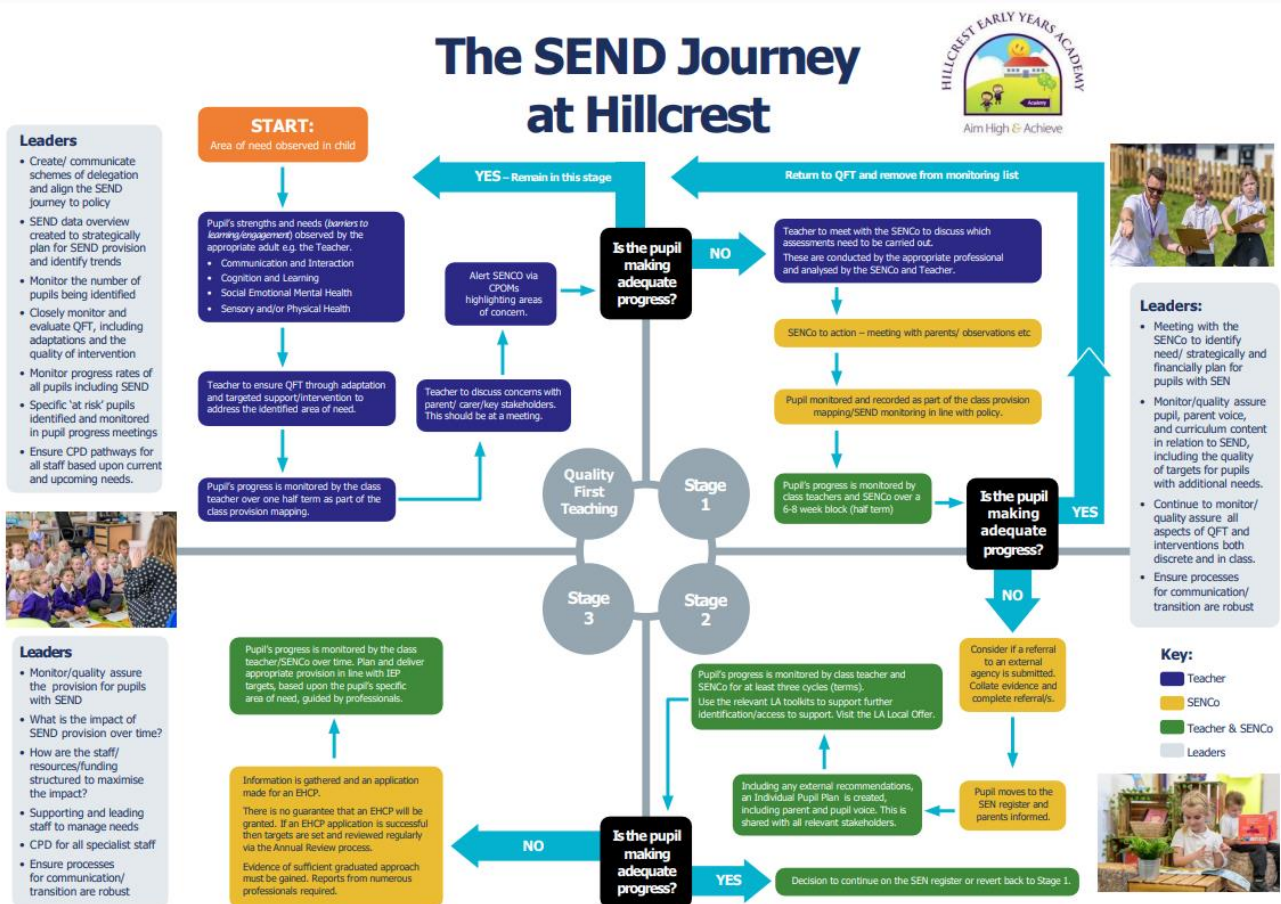 The SEND Journey
at Hillcrest
HILLCREST EARLY YEARS ACADEMY
Academy
Aim High & Achieve
Leaders
• Create/ communicate
schemes of delegation
and align the SEND
journey to policy
• SEND data overview
created to strategically
plan for SEND provision
and identify trends
• Monitor the number of
pupils being identified
• Closely monitor and
evaluate QFT, including
adaptations and the
quality of intervention
• Monitor progress rates of
all pupils including SEND
• Specific 'at risk' pupils
identified and monitored
in pupil progress meetings
• Ensure CPD pathways for
all staff based upon current
and upcoming needs.
START:
Area of need observed in child
Pupil's strengths and needs (barriers to
learning/engagement) observed by the
appropriate adult e.g. the Teacher.
• Communication and Interaction
• Cognition and Learning
• Social Emotional Mental Health
• Sensory and/or Physical Health
Teacher to ensure QFT through adaptation
and targeted support/intervention to
address the identified area of need.
Pupil's progress is monitored by the class
teacher over one half term as part of the
class provision mapping.
Teacher to discuss concerns with
parent/ carer/key stakeholders.
This should be at a meeting.
Alert SENCO via
CPOMs
highlighting areas
of concern.
YES – Remain in this stage
Is the pupil
making
adequate
progress?
NO
Return to QFT and remove from monitoring list
Teacher to meet with the SENCo to discuss which
assessments need to be carried out.
These are conducted by the appropriate professional
and analysed by the SENCo and Teacher.
SENCo to action – meeting with parents/ observations etc
Pupil monitored and recorded as part of the class provision
mapping/SEND monitoring in line with policy.
Pupil's progress is monitored by
class teachers and SENCo over a
6-8 week block (half term)
Is the pupil
making
adequate
progress?
YES
NO
Quality
First
Teaching
Stage
1
Stage
3
Stage
2
Leaders:
• Meeting with the
SENCo to identify
need/ strategically and
financially plan for
pupils with SEN
• Monitor/quality assure
pupil, parent voice,
and curriculum content
in relation to SEND,
including the quality
of targets for pupils
with additional needs.
• Continue to monitor/
quality assure all
aspects of QFT and
interventions both
discrete and in class.
• Ensure processes
for communication/
transition are robust
Key:
Teacher
SENCo
Teacher & SENCo
Leaders
Consider if a referral
to an external
agency is submitted.
Collate evidence and
complete referral/s.
Pupil moves to the
SEN register and
parents informed.
Including any external recommendations,
an Individual Pupil Plan is created,
including parent and pupil voice. This is
shared with all relevant stakeholders.
Pupil's progress is monitored by class teacher and
SENCo for at least three cycles (terms).
Use the relevant LA toolkits to support further
identification/access to support. Visit the LA Local Offer.
Is the pupil
making
adequate
progress?
YES
Decision to continue on the SEN register or revert back to Stage 1.
NO
Information is gathered and an application
made for an EHCP.
There is no guarantee that an EHCP will be
granted. If an EHCP application is successful
then targets are set and reviewed regularly
via the Annual Review process.
Evidence of sufficient graduated approach
must be gained. Reports from numerous
professionals required.
Pupil's progress is monitored by the class
teacher/SENCo over time. Plan and deliver
appropriate provision in line with IEP
targets, based upon the pupil's specific
area of need, guided by professionals.
Leaders
• Monitor/quality assure
the provision for pupils
with SEND
• What is the impact of
SEND provision over time?
• How are the staff/
resources/funding
structured to maximise
the impact?
• Supporting and leading
staff to manage needs
• CPD for all specialist staff
• Ensure processes
for communication/
transition are robust